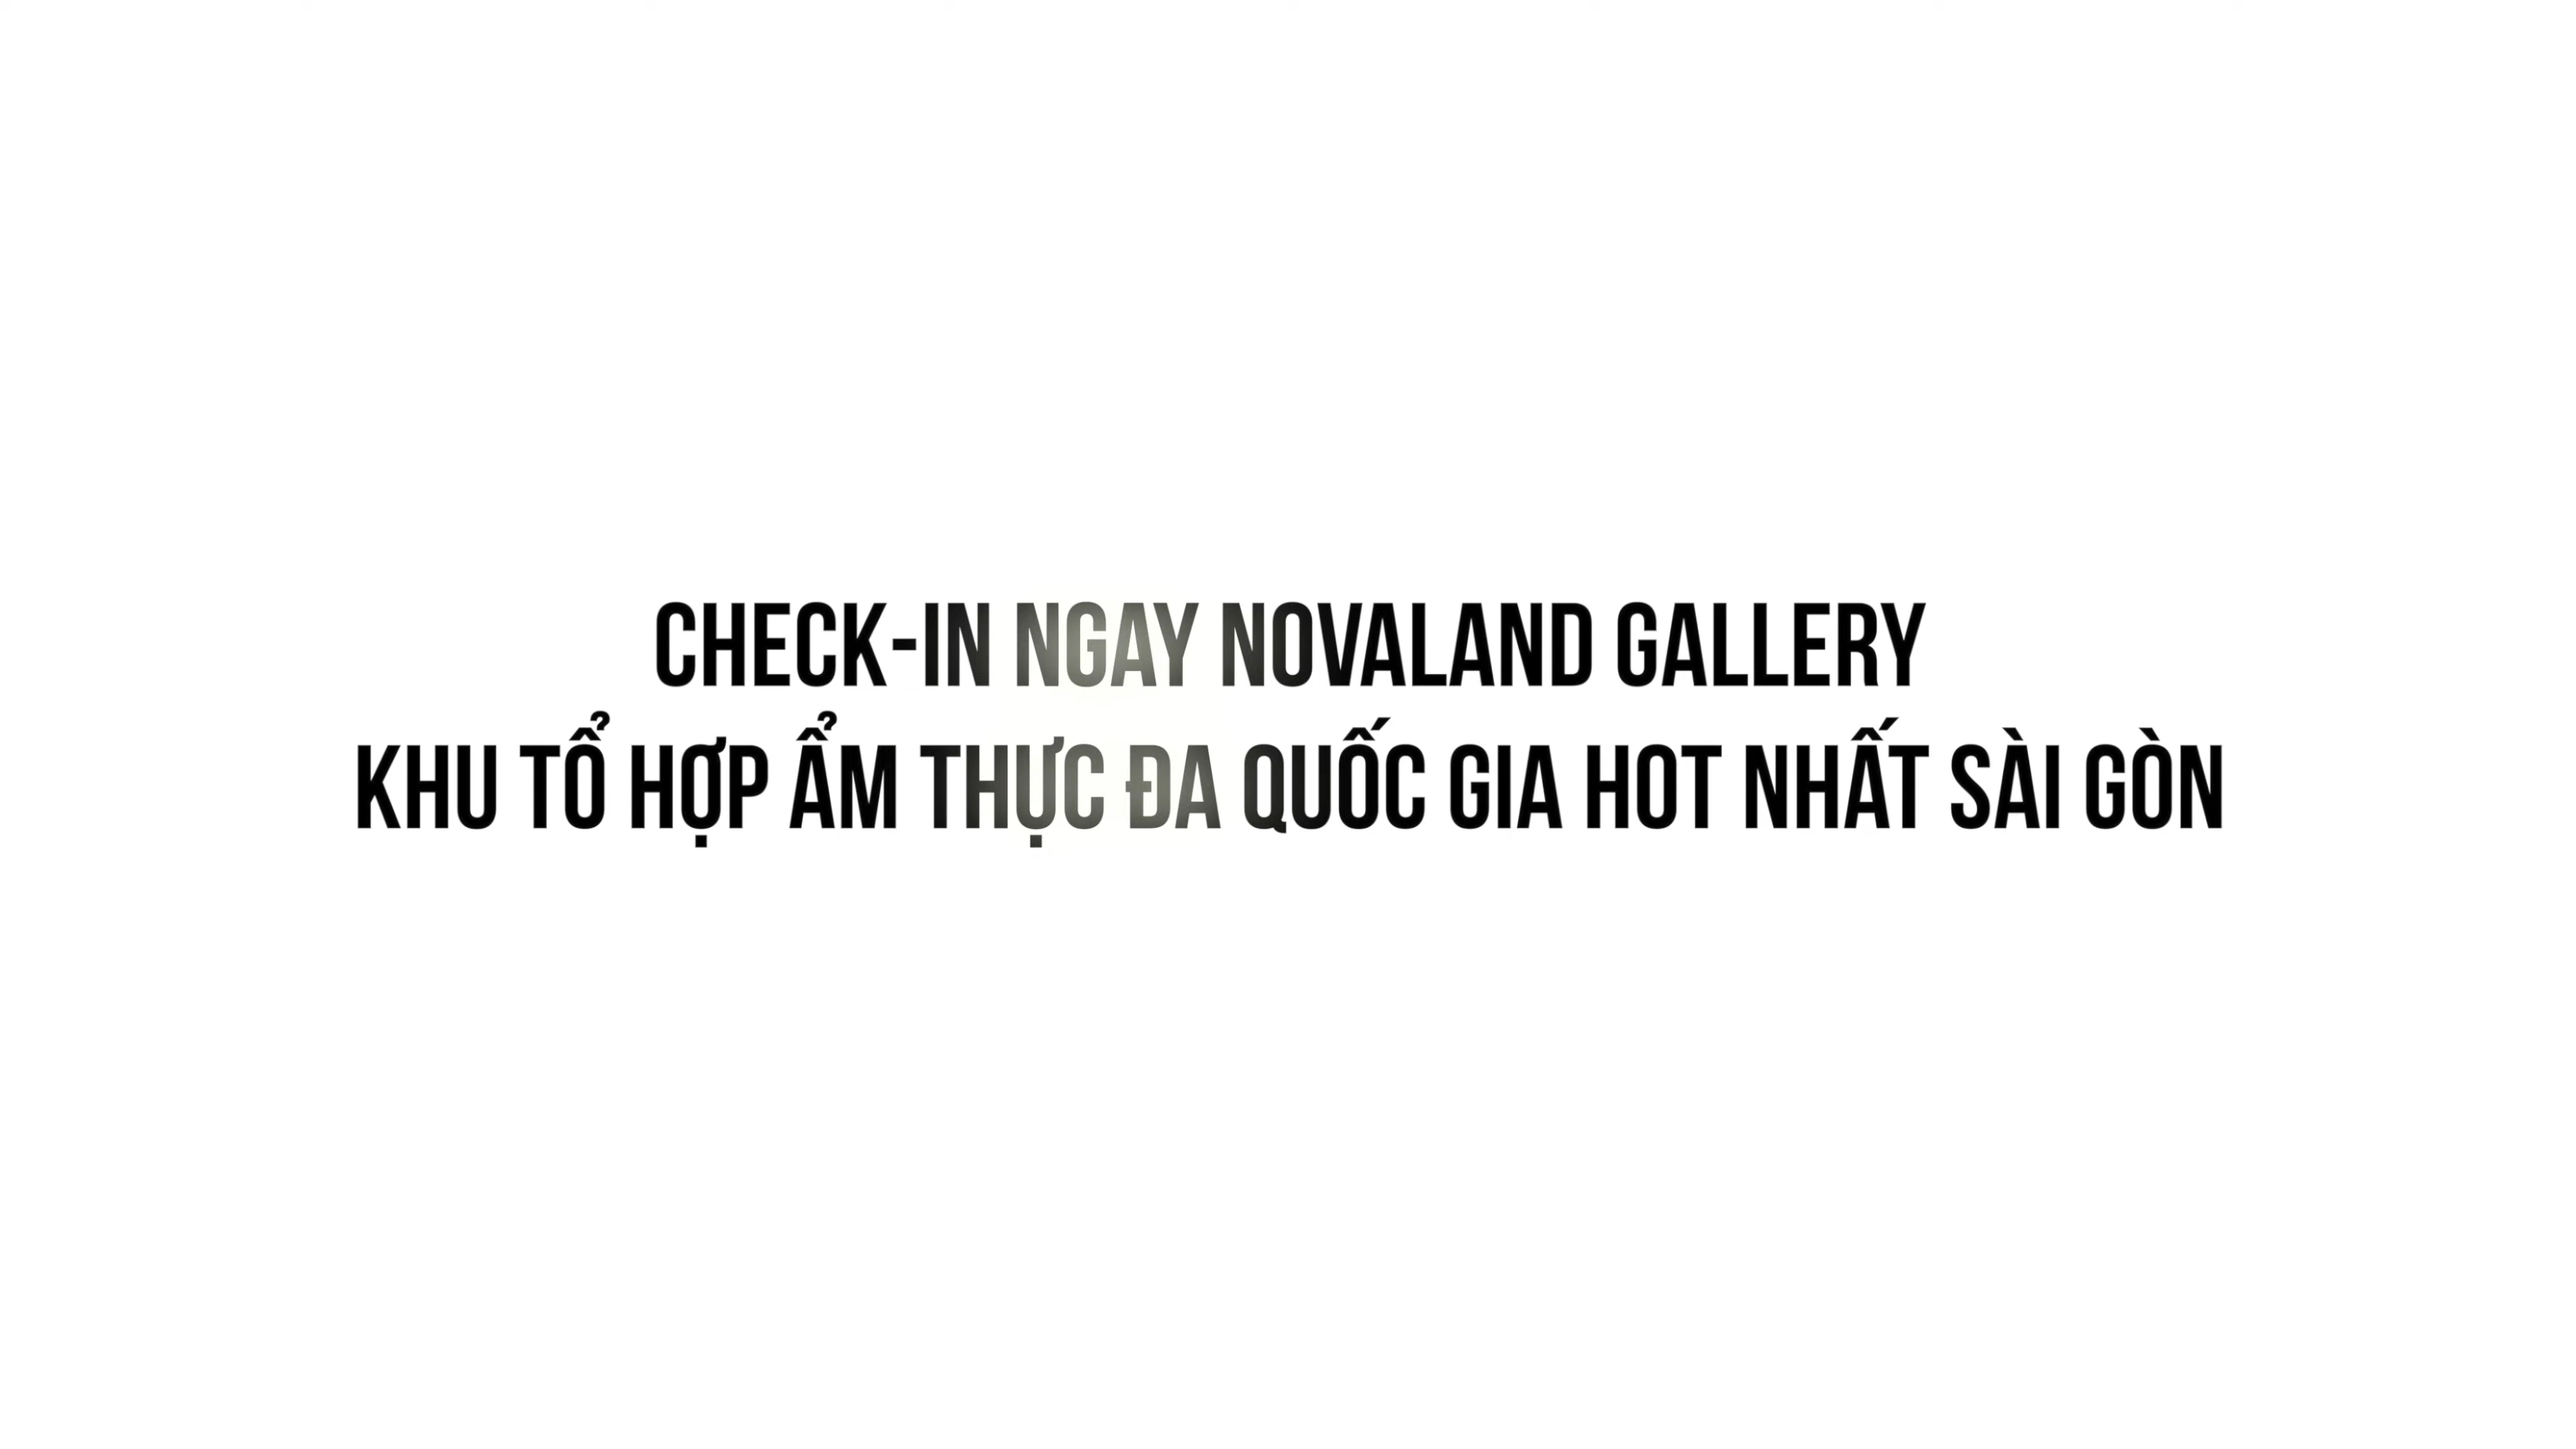 CHECK-IN NGAY NOVALAND GALLERY
KHU TỔ HỢP ẨM THỰC ĐA QUỐC GIA HOT NHẤT SÀI GÒN